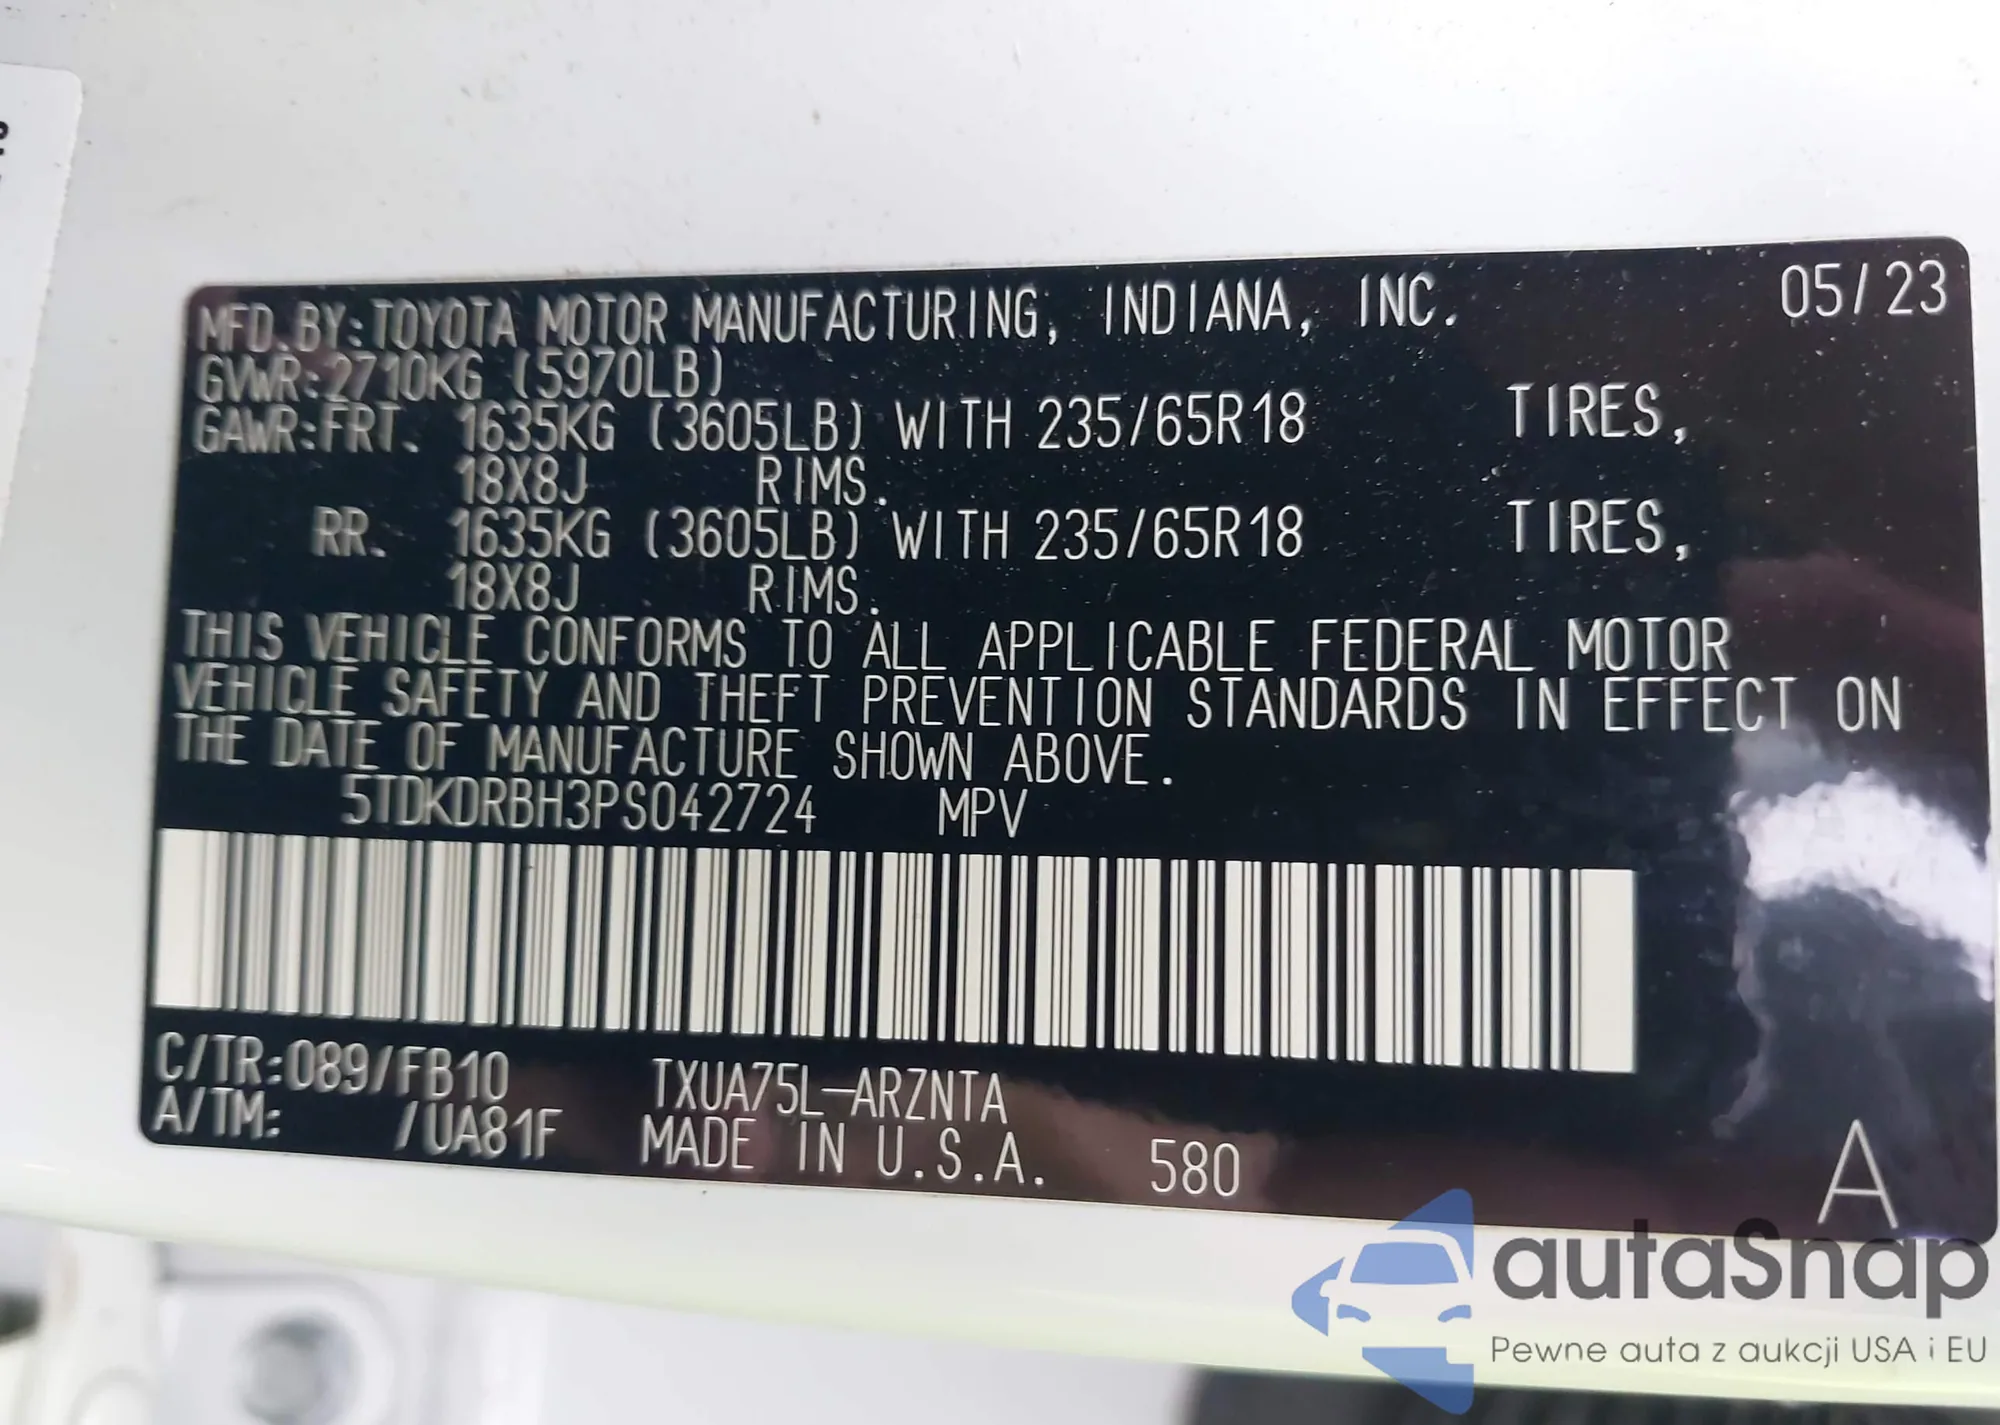 MFD.BY:TOYOTA MOTOR MANUFACTURING, INDIANA, INC. 05/23
GVWR:2710KG (5970LB)
GAWR:FRT. 1635KG (3605LB) WITH 235/65R18 TIRES,
18X8J RIMS.
RR. 1635KG (3605LB) WITH 235/65R18 TIRES,
18X8J RIMS.
THIS VEHICLE CONFORMS TO ALL APPLICABLE FEDERAL MOTOR
VEHICLE SAFETY AND THEFT PREVENTION STANDARDS IN EFFECT ON
THE DATE OF MANUFACTURE SHOWN ABOVE.
5TDKDRBH3PS042724 MPV
C/TR:089/FB10 TXUA75L-ARZNTA
A/TM: /UA81F MADE IN U.S.A. 580 A
autaSnap
Pewne auta z aukcji USA i EU